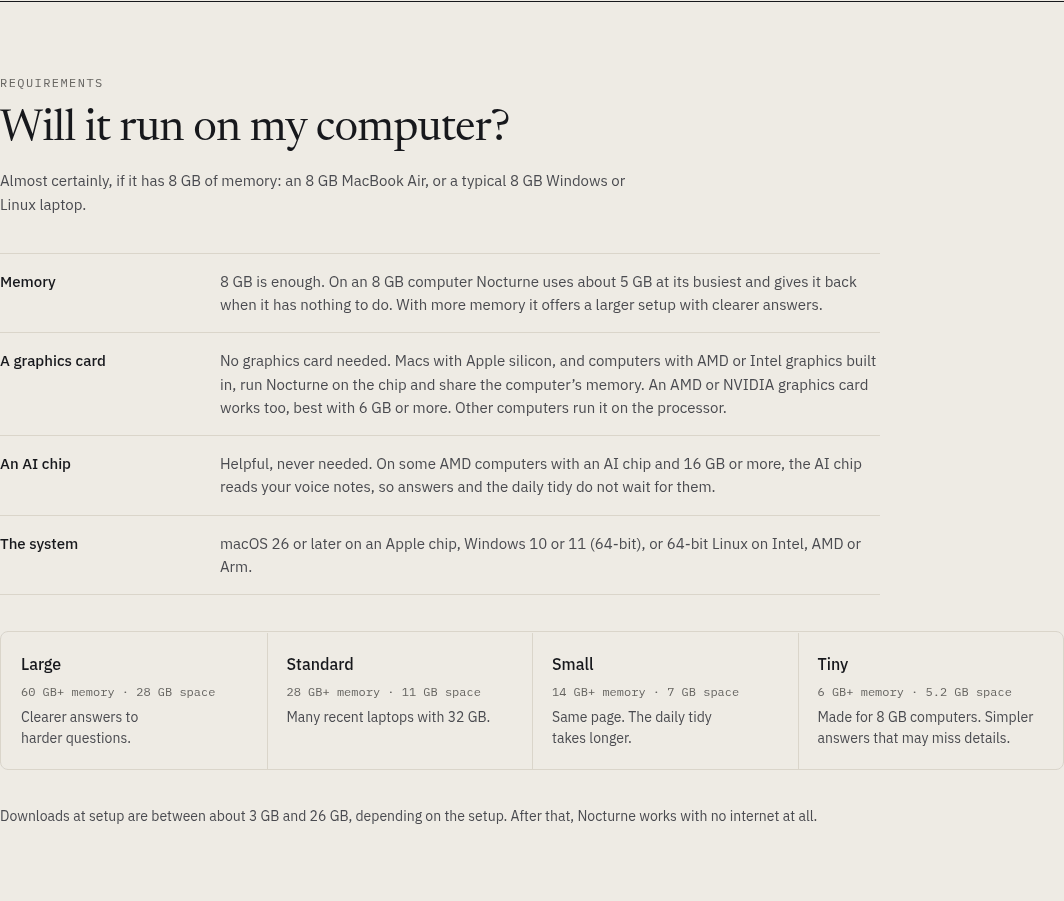 REQUIREMENTS
Will it run on my computer?
Almost certainly, if it has 8 GB of memory: an 8 GB MacBook Air, or a typical 8 GB Windows or
Linux laptop.
Memory
8 GB is enough. On an 8 GB computer Nocturne uses about 5 GB at its busiest and gives it back
when it has nothing to do. With more memory it offers a larger setup with clearer answers.
A graphics card
No graphics card needed. Macs with Apple silicon, and computers with AMD or Intel graphics built
in, run Nocturne on the chip and share the computer’s memory. An AMD or NVIDIA graphics card
works too, best with 6 GB or more. Other computers run it on the processor.
An AI chip
Helpful, never needed. On some AMD computers with an AI chip and 16 GB or more, the AI chip
reads your voice notes, so answers and the daily tidy do not wait for them.
The system
macOS 26 or later on an Apple chip, Windows 10 or 11 (64-bit), or 64-bit Linux on Intel, AMD or
Arm.
Large
60 GB+ memory · 28 GB space
Clearer answers to
harder questions.
Standard
28 GB+ memory · 11 GB space
Many recent laptops with 32 GB.
Small
14 GB+ memory · 7 GB space
Same page. The daily tidy
takes longer.
Tiny
6 GB+ memory · 5.2 GB space
Made for 8 GB computers. Simpler
answers that may miss details.
Downloads at setup are between about 3 GB and 26 GB, depending on the setup. After that, Nocturne works with no internet at all.